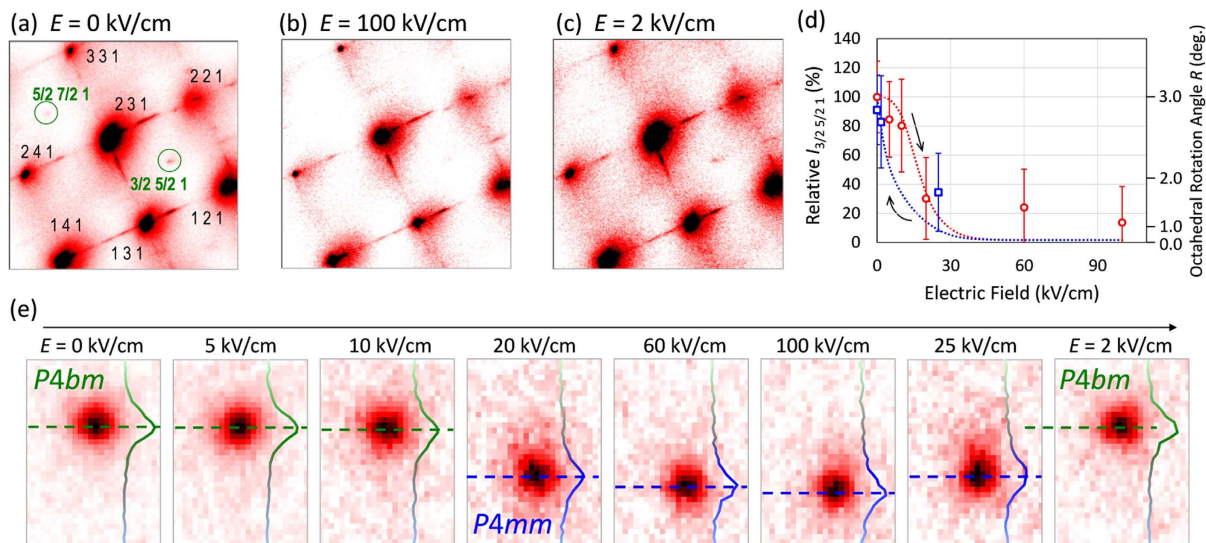 (a) E = 0 kV/cm
(b) E = 100 kV/cm
(c) E = 2 kV/cm
(d)
3 3 1
2 2 1
5/2 7/2 1
2 3 1
2 4 1
3/2 5/2 1
1 4 1
1 2 1
1 3 1
Relative I3/2 5/2 1 (%)
140
120
100
80
60
40
20
0
0 30 60 90
Electric Field (kV/cm)
3.0
2.0
1.0
0.0
Octahedral Rotation Angle R (deg.)
(e)
E = 0 kV/cm 5 kV/cm 10 kV/cm 20 kV/cm 60 kV/cm 100 kV/cm 25 kV/cm E = 2 kV/cm
P4bm P4bm
P4mm